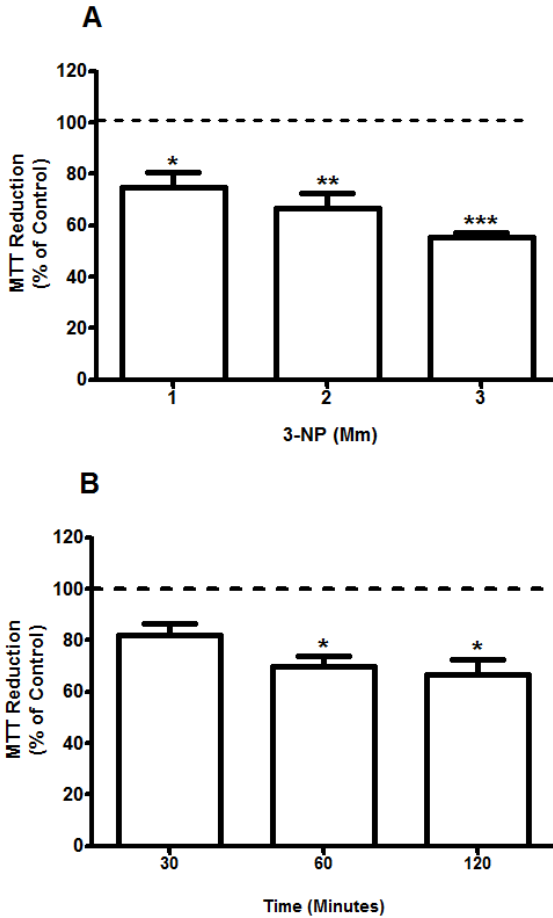 A
120
100
80
60
40
20
0
MTT Reduction
(% of Control)
*
**
***
1 2 3
3-NP (Mm)
B
120
100
80
60
40
20
0
MTT Reduction
(% of Control)
*
*
30 60 120
Time (Minutes)